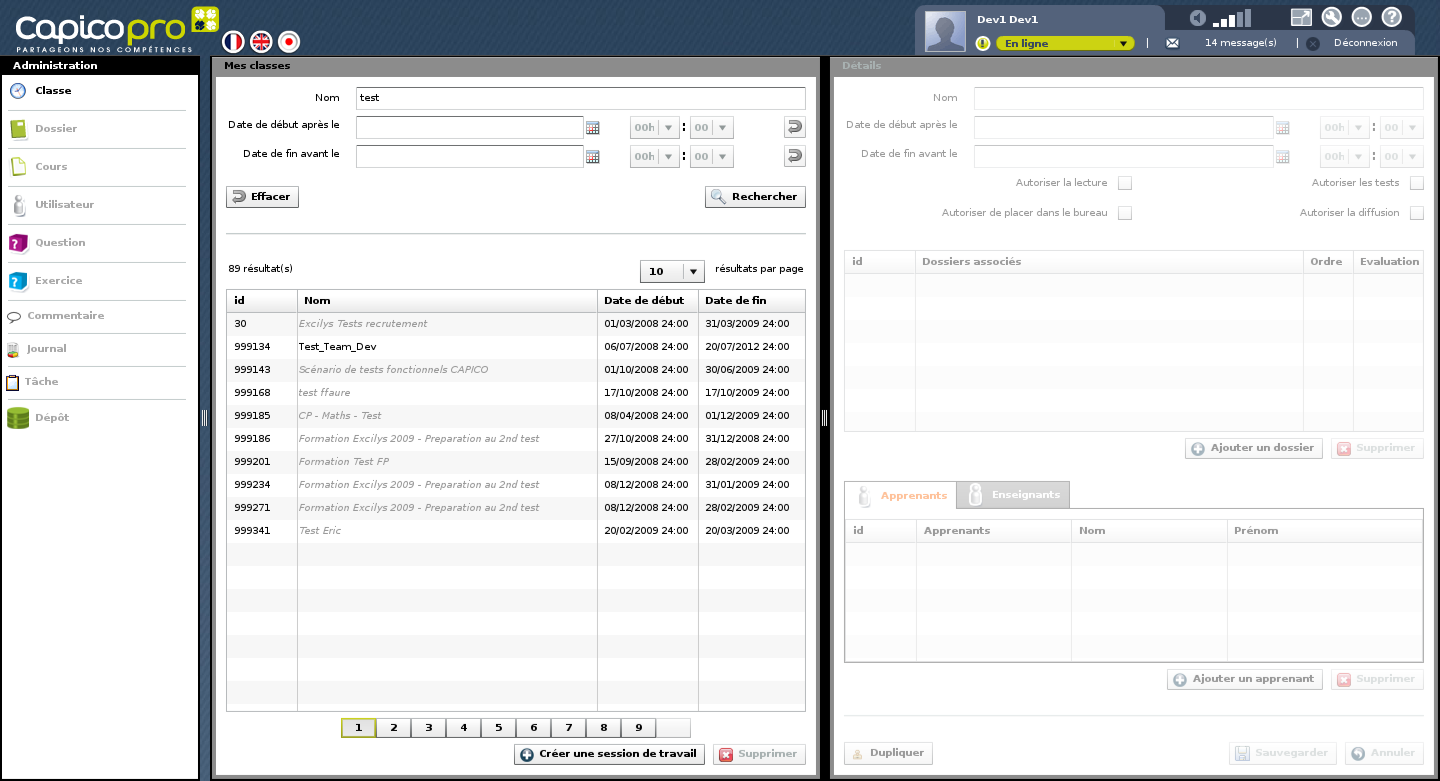 Capicopro
PARTAGEONS NOS COMPÉTENCES
Dev1 Dev1
En ligne
14 message(s)
Déconnexion
Administration
Classe
Dossier
Cours
Utilisateur
Question
Exercice
Commentaire
Journal
Tâche
Dépôt
Mes classes
Nom test
Date de début après le 00h : 00
Date de fin avant le 00h : 00
Effacer Rechercher
89 résultat(s) 10 résultats par page
id Nom Date de début Date de fin
30 Excilys Tests recrutement 01/03/2008 24:00 31/03/2009 24:00
999134 Test_Team_Dev 06/07/2008 24:00 20/07/2012 24:00
999143 Scénario de tests fonctionnels CAPICO 01/10/2008 24:00 30/06/2009 24:00
999168 test ffaure 17/10/2008 24:00 17/10/2009 24:00
999185 CP - Maths - Test 08/04/2008 24:00 01/12/2009 24:00
999186 Formation Excilys 2009 - Preparation au 2nd test 27/10/2008 24:00 31/12/2008 24:00
999201 Formation Test FP 15/09/2008 24:00 28/02/2009 24:00
999234 Formation Excilys 2009 - Preparation au 2nd test 08/12/2008 24:00 31/01/2009 24:00
999271 Formation Excilys 2009 - Preparation au 2nd test 08/12/2008 24:00 28/02/2009 24:00
999341 Test Eric 20/02/2009 24:00 20/03/2009 24:00
1 2 3 4 5 6 7 8 9
Créer une session de travail Supprimer
Détails
Nom
Date de début après le 00h : 00
Date de fin avant le 00h : 00
Autoriser la lecture Autoriser les tests
Autoriser de placer dans le bureau Autoriser la diffusion
id Dossiers associés Ordre Evaluation
Ajouter un dossier Supprimer
Apprenants Enseignants
id Apprenants Nom Prénom
Ajouter un apprenant Supprimer
Dupliquer Sauvegarder Annuler